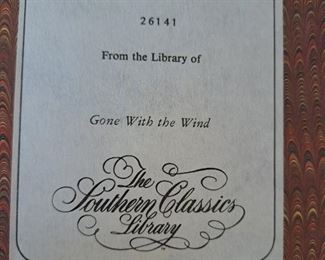 26141
From the Library of
Gone With the Wind
The
Southern Classics
Library